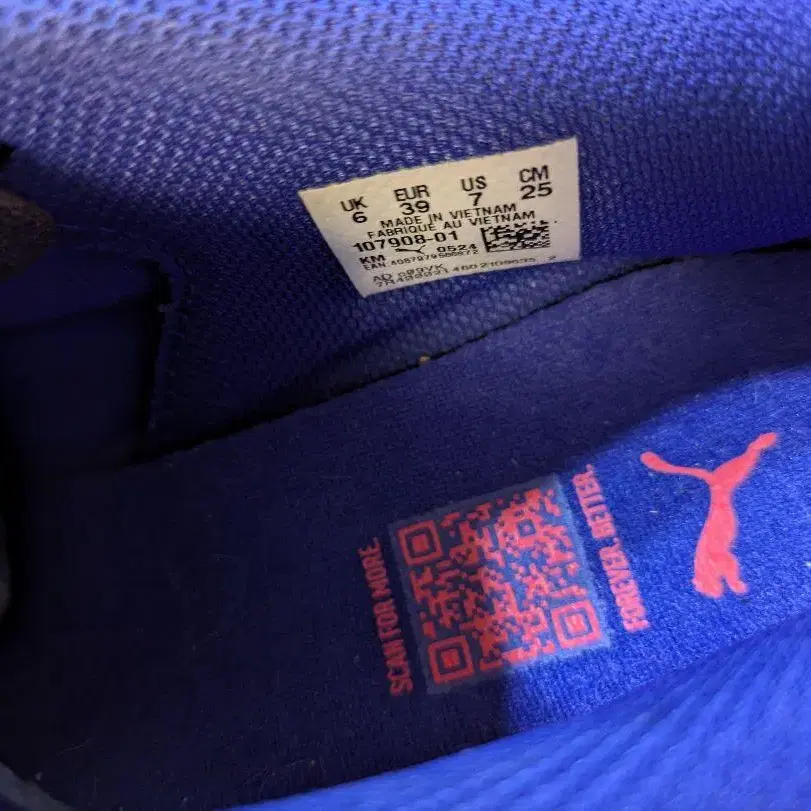 UK EUR US CM
6 39 7 25
MADE IN VIETNAM
FABRIQUÉ AU VIETNAM
107908-01
KM 0524
SCAN FOR MORE.
FOREVER. BETTER.